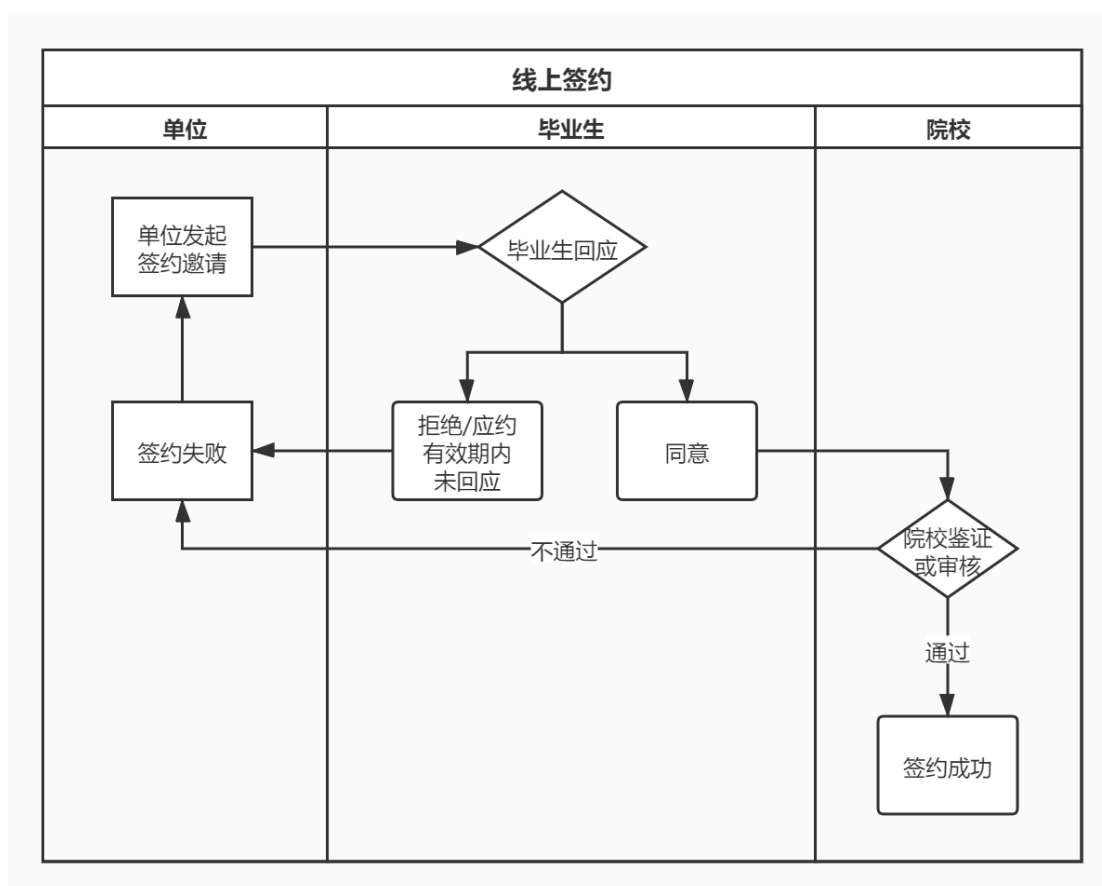 线上签约
单位
毕业生
院校
单位发起
签约邀请
毕业生回应
签约失败
拒绝/应约
有效期内
未回应
同意
院校鉴证
或审核
不通过
通过
签约成功